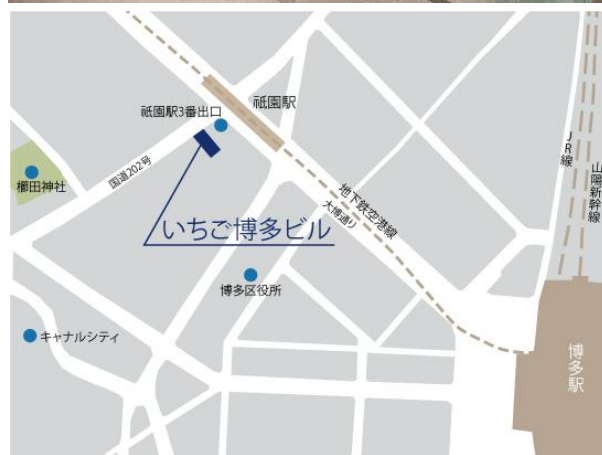 祇園駅
祇園駅3番出口
JR線
山陽新幹線
櫛田神社
国道202号
地下鉄空港線
大博通り
いちご博多ビル
博多区役所
キャナルシティ
博多駅